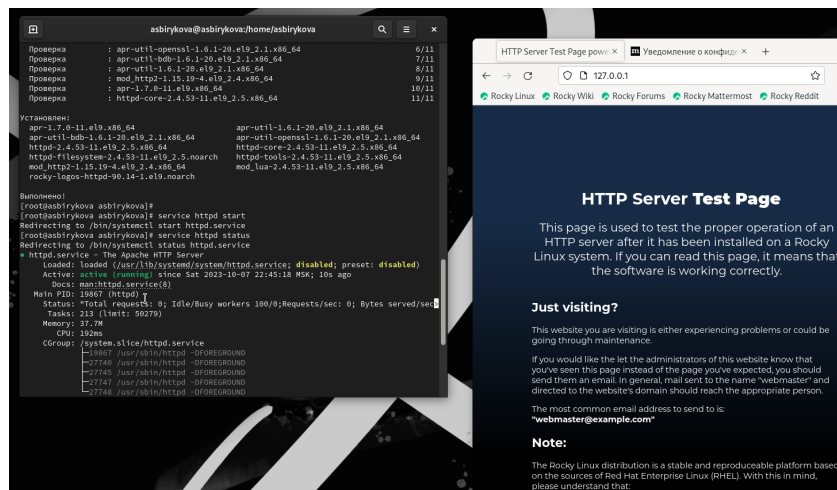 asbirykova@asbirykova:/home/asbirykova
Проверка : apr-util-openssl-1.6.1-20.el9_2.1.x86_64 6/11
Проверка : apr-util-bdb-1.6.1-20.el9_2.1.x86_64 7/11
Проверка : apr-util-1.6.1-20.el9_2.1.x86_64 8/11
Проверка : mod_http2-1.15.19-4.el9_2.4.x86_64 9/11
Проверка : apr-1.7.0-11.el9.x86_64 10/11
Проверка : httpd-core-2.4.53-11.el9_2.5.x86_64 11/11
Установлен:
apr-1.7.0-11.el9.x86_64 apr-util-1.6.1-20.el9_2.1.x86_64
apr-util-bdb-1.6.1-20.el9_2.1.x86_64 apr-util-openssl-1.6.1-20.el9_2.1.x86_64
httpd-2.4.53-11.el9_2.5.x86_64 httpd-core-2.4.53-11.el9_2.5.x86_64
httpd-filesystem-2.4.53-11.el9_2.5.noarch httpd-tools-2.4.53-11.el9_2.5.x86_64
mod_http2-1.15.19-4.el9_2.4.x86_64 mod_lua-2.4.53-11.el9_2.5.x86_64
rocky-logos-httpd-90.14-1.el9.noarch
Выполнено!
[root@asbirykova asbirykova]#
[root@asbirykova asbirykova]# service httpd start
Redirecting to /bin/systemctl start httpd.service
[root@asbirykova asbirykova]# service httpd status
Redirecting to /bin/systemctl status httpd.service
● httpd.service - The Apache HTTP Server
Loaded: loaded (/usr/lib/systemd/system/httpd.service; disabled; preset: disabled)
Active: active (running) since Sat 2023-10-07 22:45:18 MSK; 10s ago
Docs: man:httpd.service(8)
Main PID: 19867 (httpd)
Status: "Total requests: 0; Idle/Busy workers 100/0;Requests/sec: 0; Bytes served/sec>
Tasks: 213 (limit: 50279)
Memory: 37.7M
CPU: 192ms
CGroup: /system.slice/httpd.service
├─19867 /usr/sbin/httpd -DFOREGROUND
├─27740 /usr/sbin/httpd -DFOREGROUND
├─27745 /usr/sbin/httpd -DFOREGROUND
├─27747 /usr/sbin/httpd -DFOREGROUND
└─27748 /usr/sbin/httpd -DFOREGROUND
HTTP Server Test Page powe × m Уведомление о конфиде × +
127.0.0.1
Rocky Linux Rocky Wiki Rocky Forums Rocky Mattermost Rocky Reddit
HTTP Server Test Page
This page is used to test the proper operation of an
HTTP server after it has been installed on a Rocky
Linux system. If you can read this page, it means that
the software is working correctly.
Just visiting?
This website you are visiting is either experiencing problems or could be
going through maintenance.
If you would like the let the administrators of this website know that
you've seen this page instead of the page you've expected, you should
send them an email. In general, mail sent to the name "webmaster" and
directed to the website's domain should reach the appropriate person.
The most common email address to send to is:
"webmaster@example.com"
Note:
The Rocky Linux distribution is a stable and reproduceable platform based
on the sources of Red Hat Enterprise Linux (RHEL). With this in mind,
please understand that: